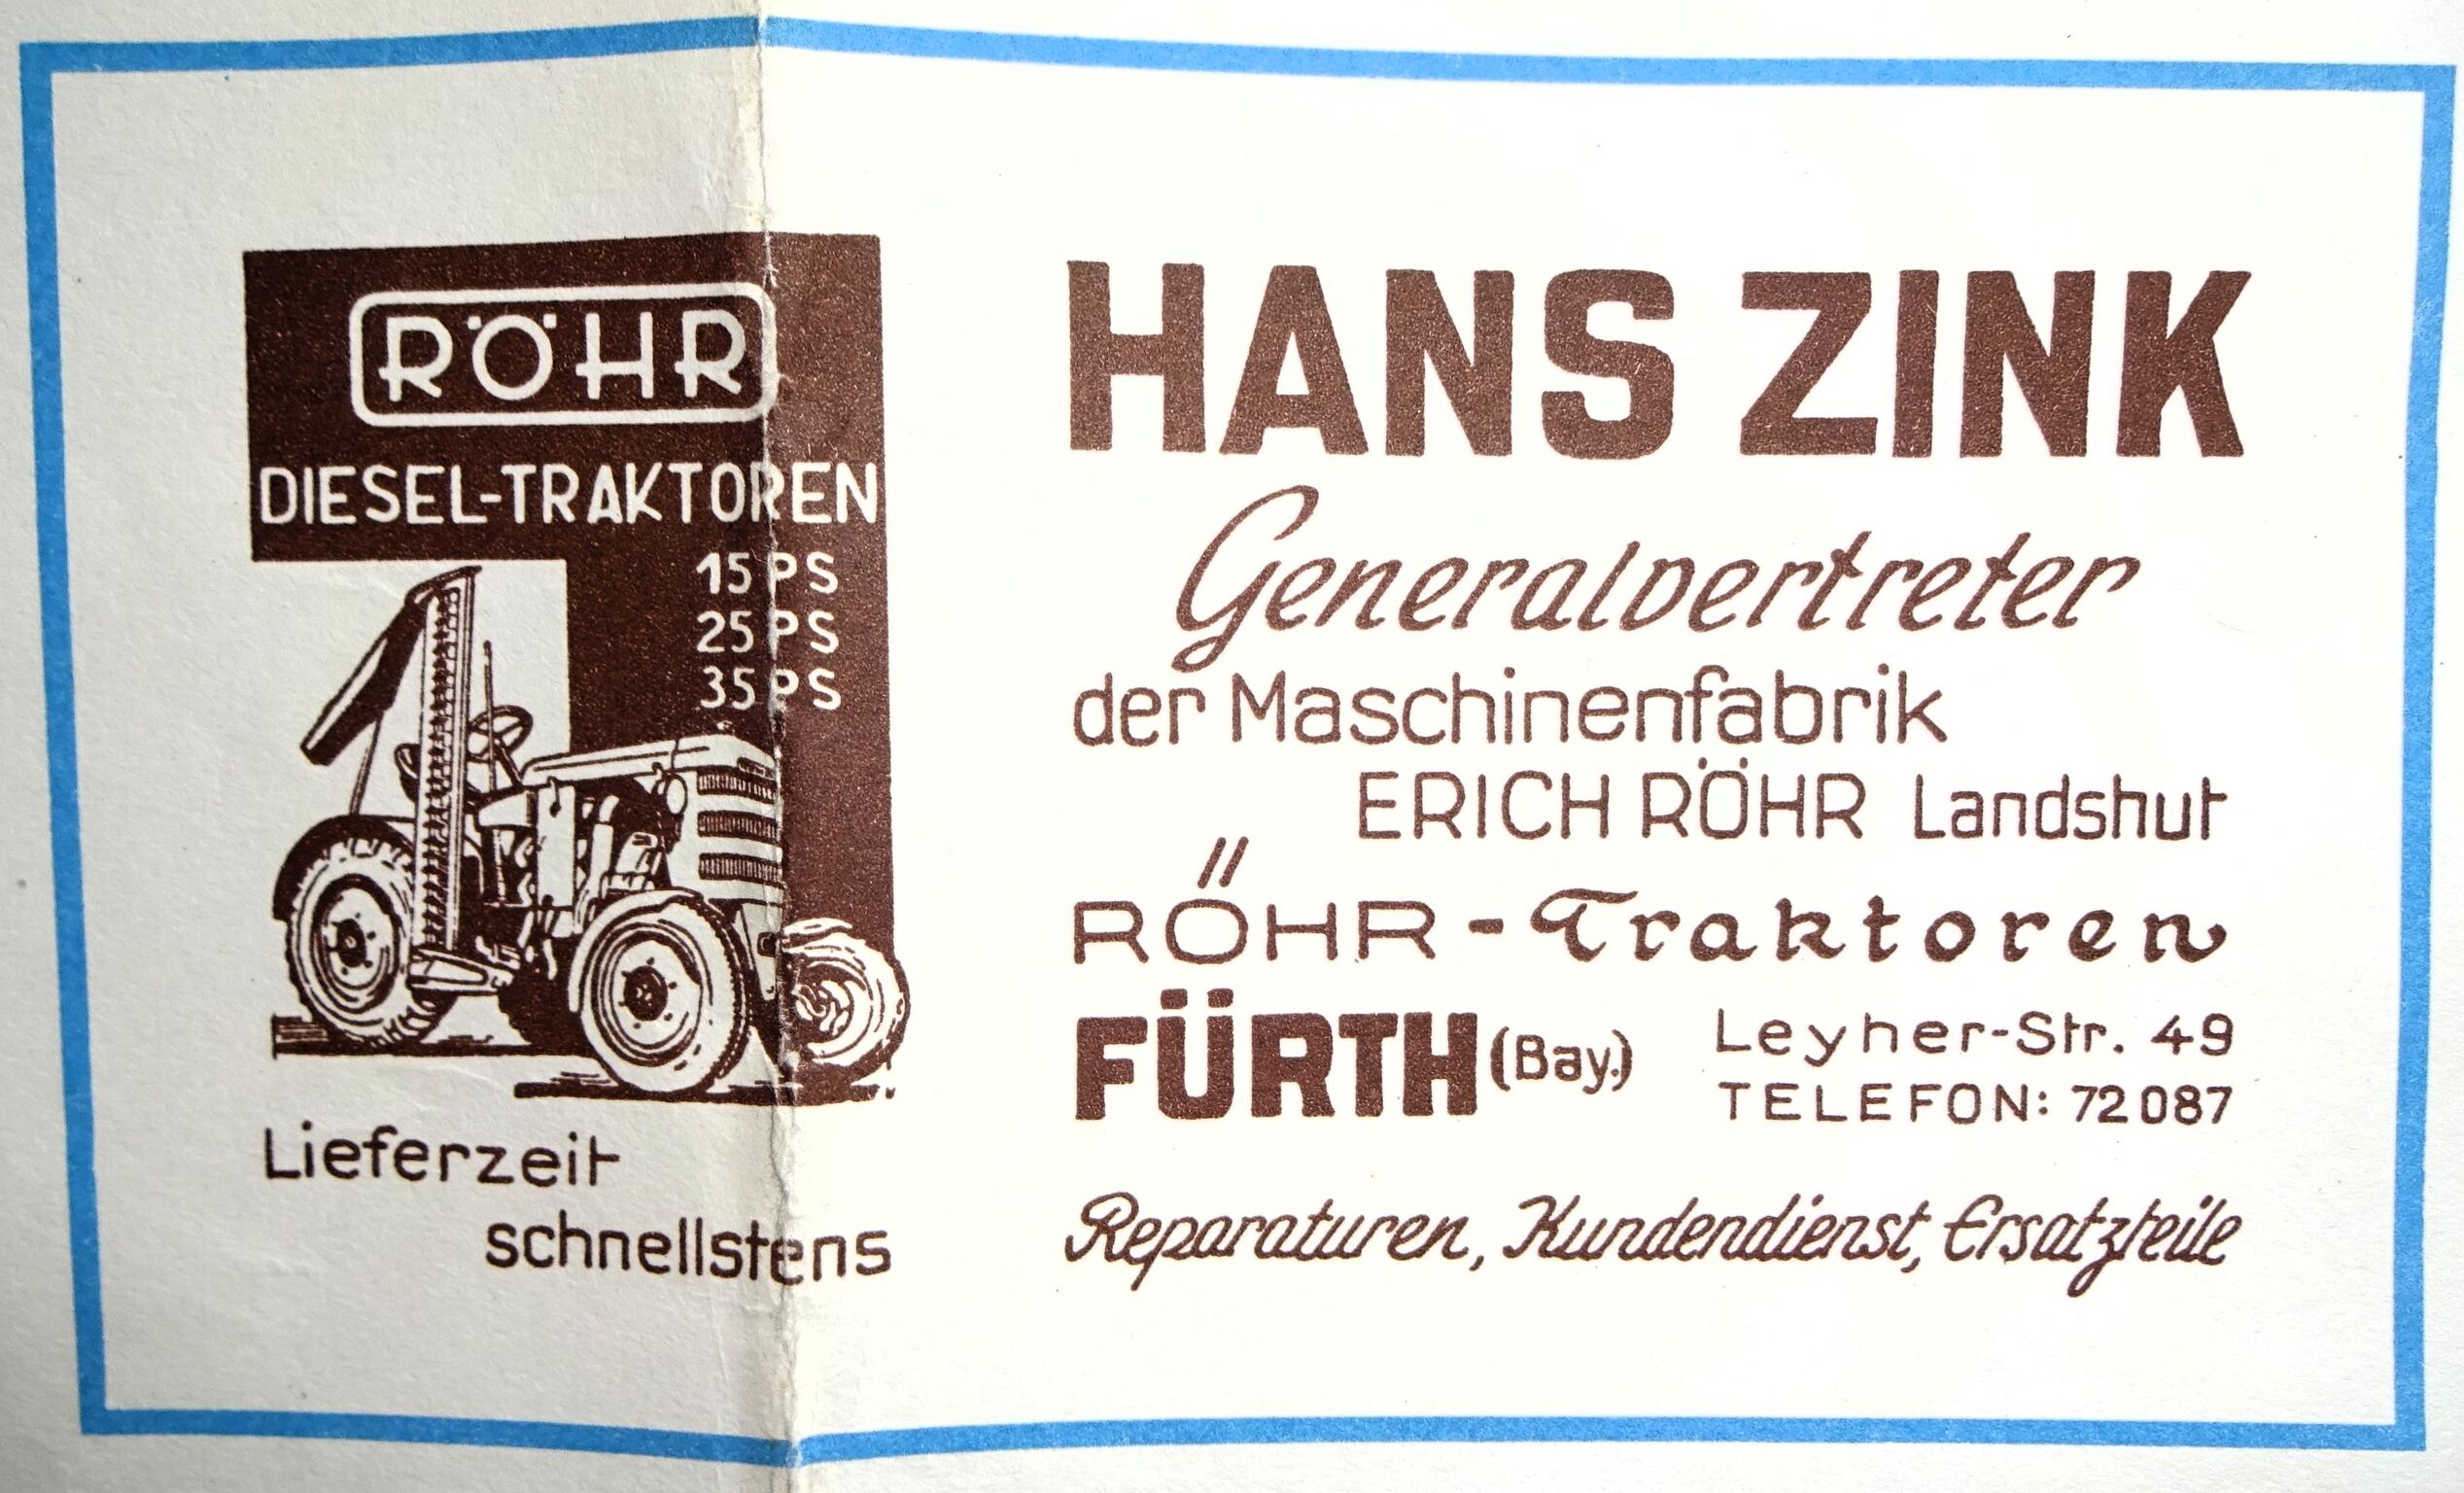 RÖHR
DIESEL-TRAKTOREN
15 PS
25 PS
35 PS
Lieferzeit
schnellstens
HANS ZINK
Generalvertreter
der Maschinenfabrik
ERICH RÖHR Landshut
RÖHR-Traktoren
FÜRTH (Bay.)
Leyher-Str. 49
TELEFON: 72087
Reparaturen, Kundendienst, Ersatzteile